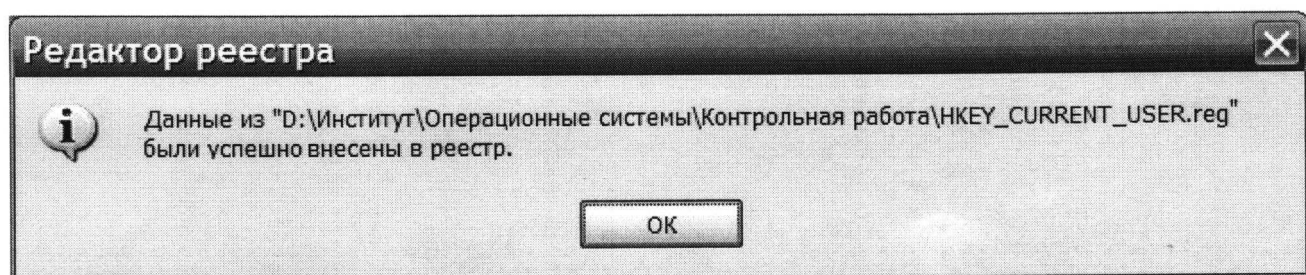 Редактор реестра
Данные из "D:\Институт\Операционные системы\Контрольная работа\HKEY_CURRENT_USER.reg"
были успешно внесены в реестр.
OK